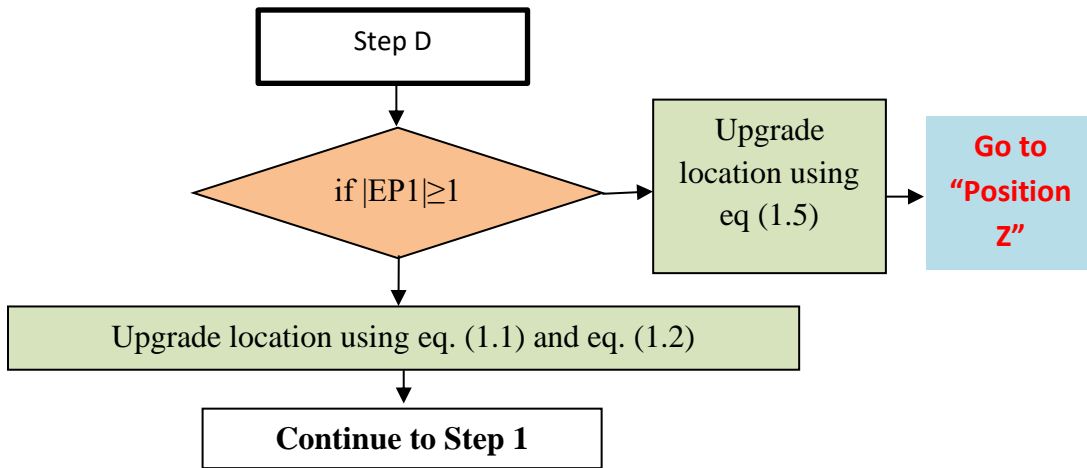 Step D
if |EP1|≥1
Upgrade
location using
eq (1.5)
Go to
“Position
Z”
Upgrade location using eq. (1.1) and eq. (1.2)
Continue to Step 1